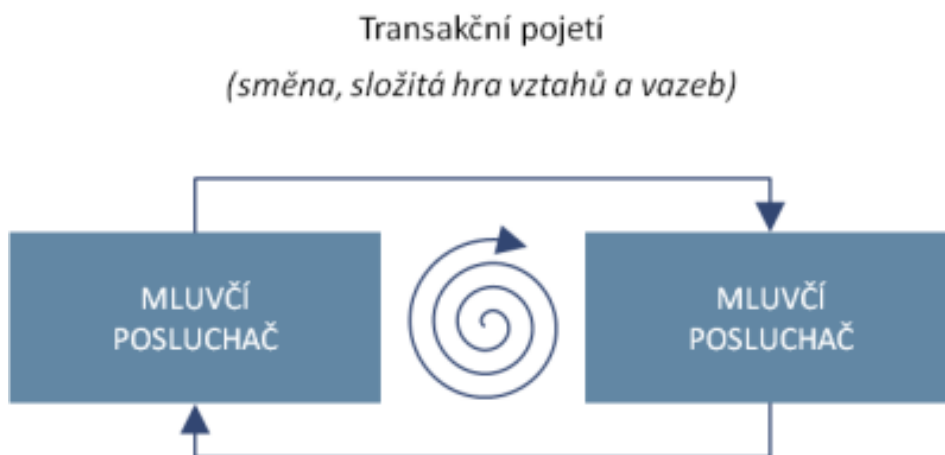 Transakční pojetí
(směna, složitá hra vztahů a vazeb)
MLUVČÍ
POSLUCHAČ
MLUVČÍ
POSLUCHAČ